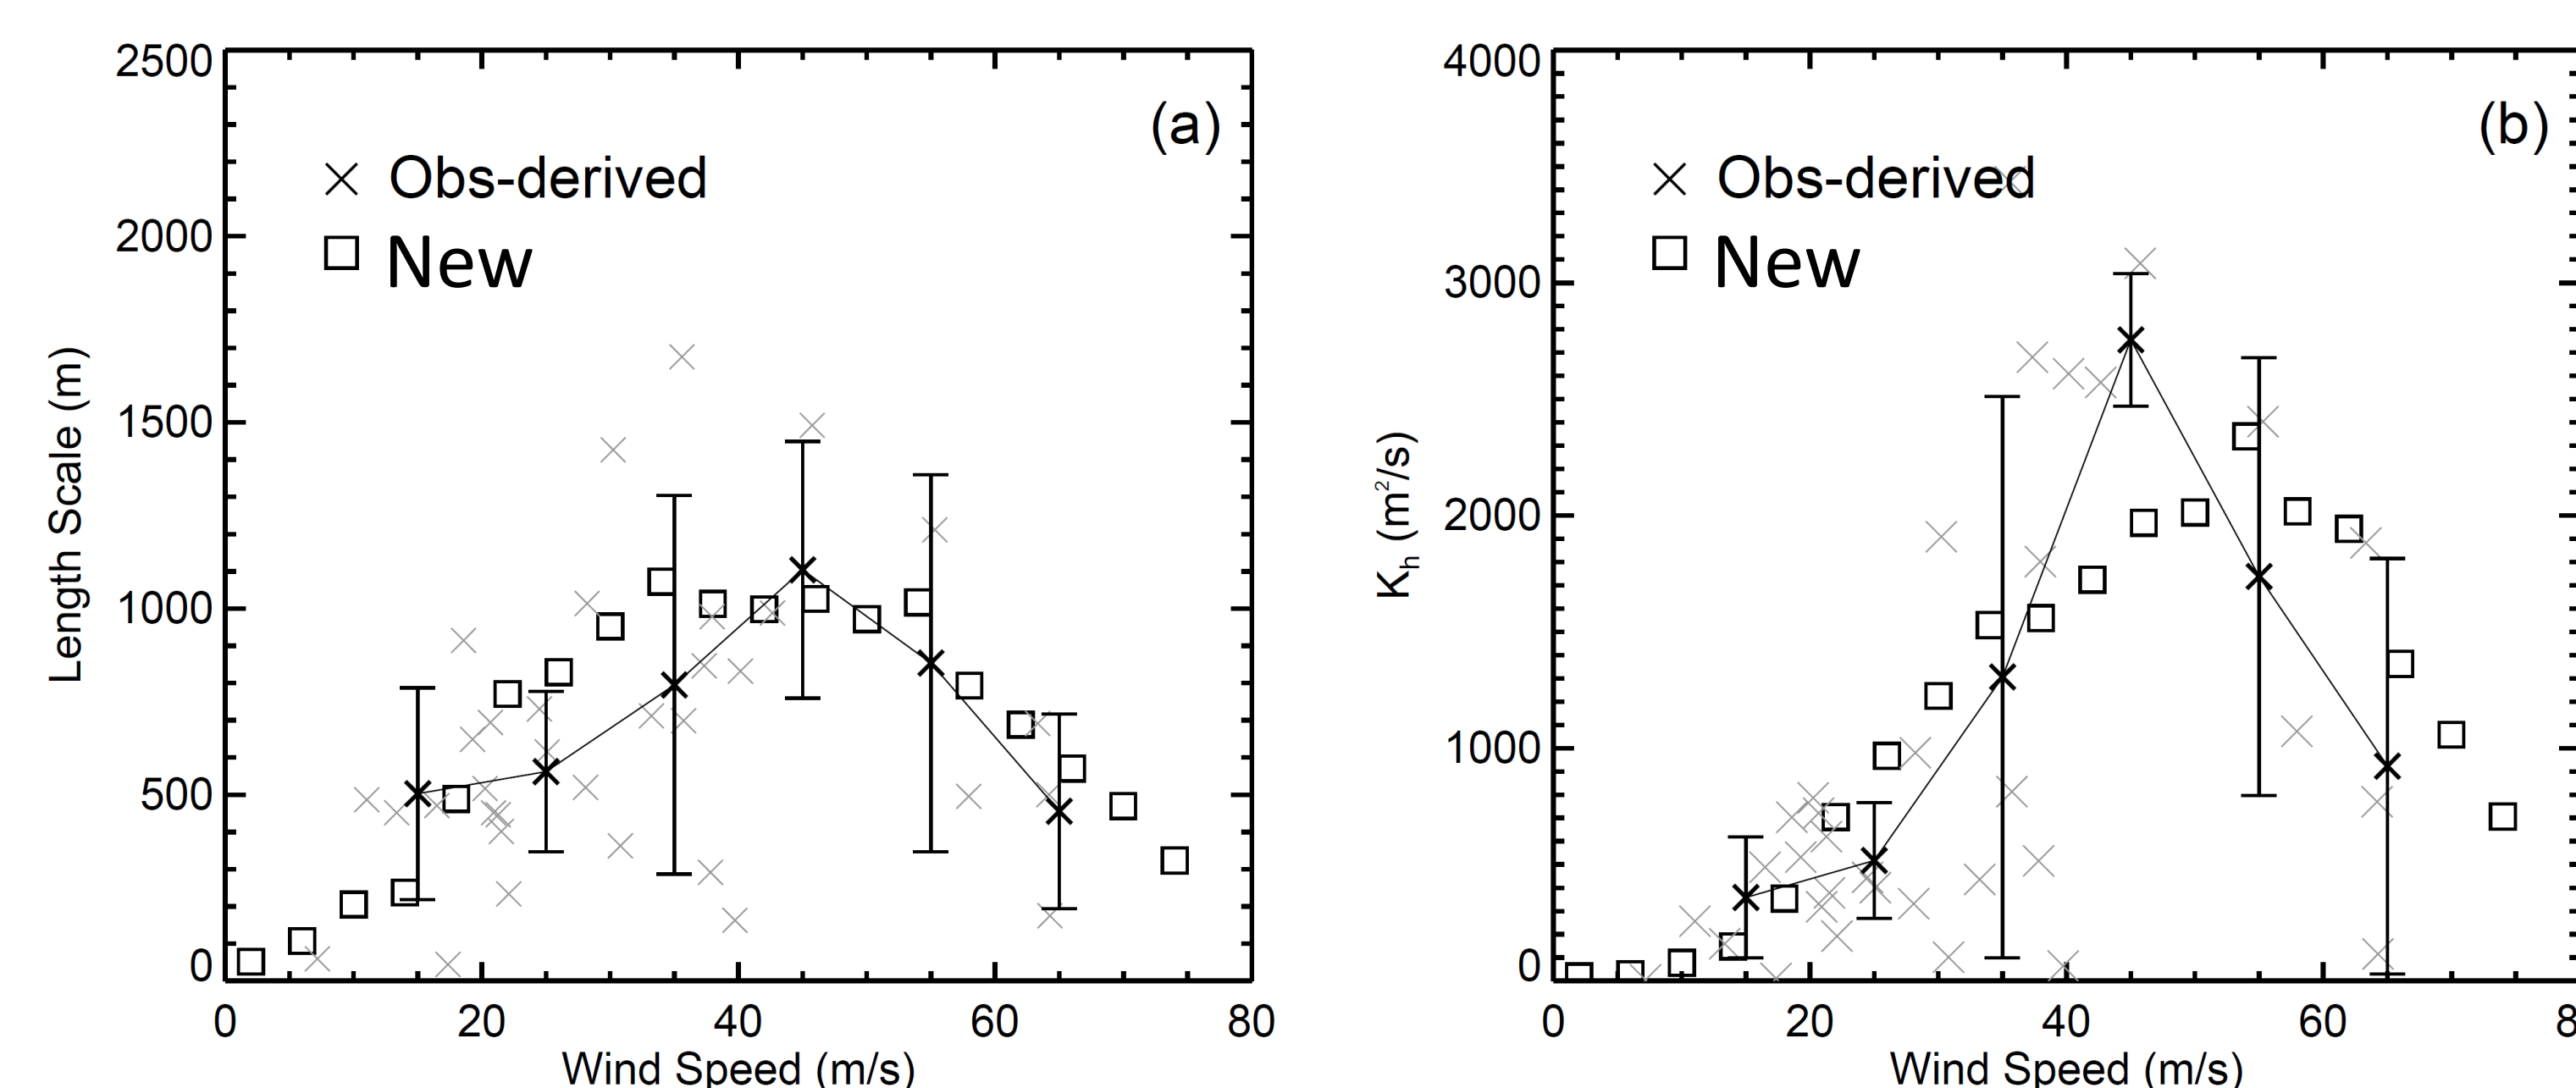 2500
2000
1500
1000
500
0
Length Scale (m)
(a)
Obs-derived
New
0 20 40 60 80
Wind Speed (m/s)
4000
3000
2000
1000
0
Kh (m²/s)
(b)
Obs-derived
New
0 20 40 60 8
Wind Speed (m/s)